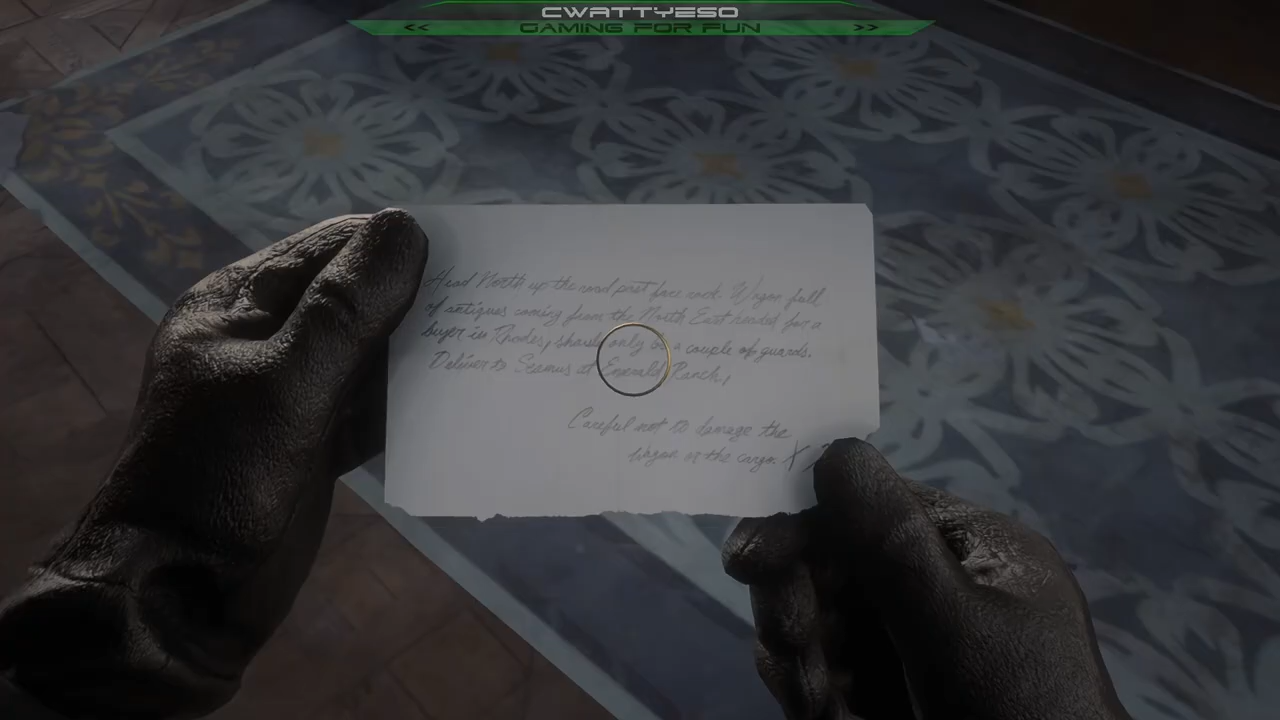 CWATTYESO
<< GAMING FOR FUN >>
Head North up the road past face rock. Wagon full
of antiques coming from the North East headed for a
buyer in Rhodes, should only be a couple of guards.
Deliver to Seamus at Emerald Ranch,
Careful not to damage the
Wagon or the cargo. X